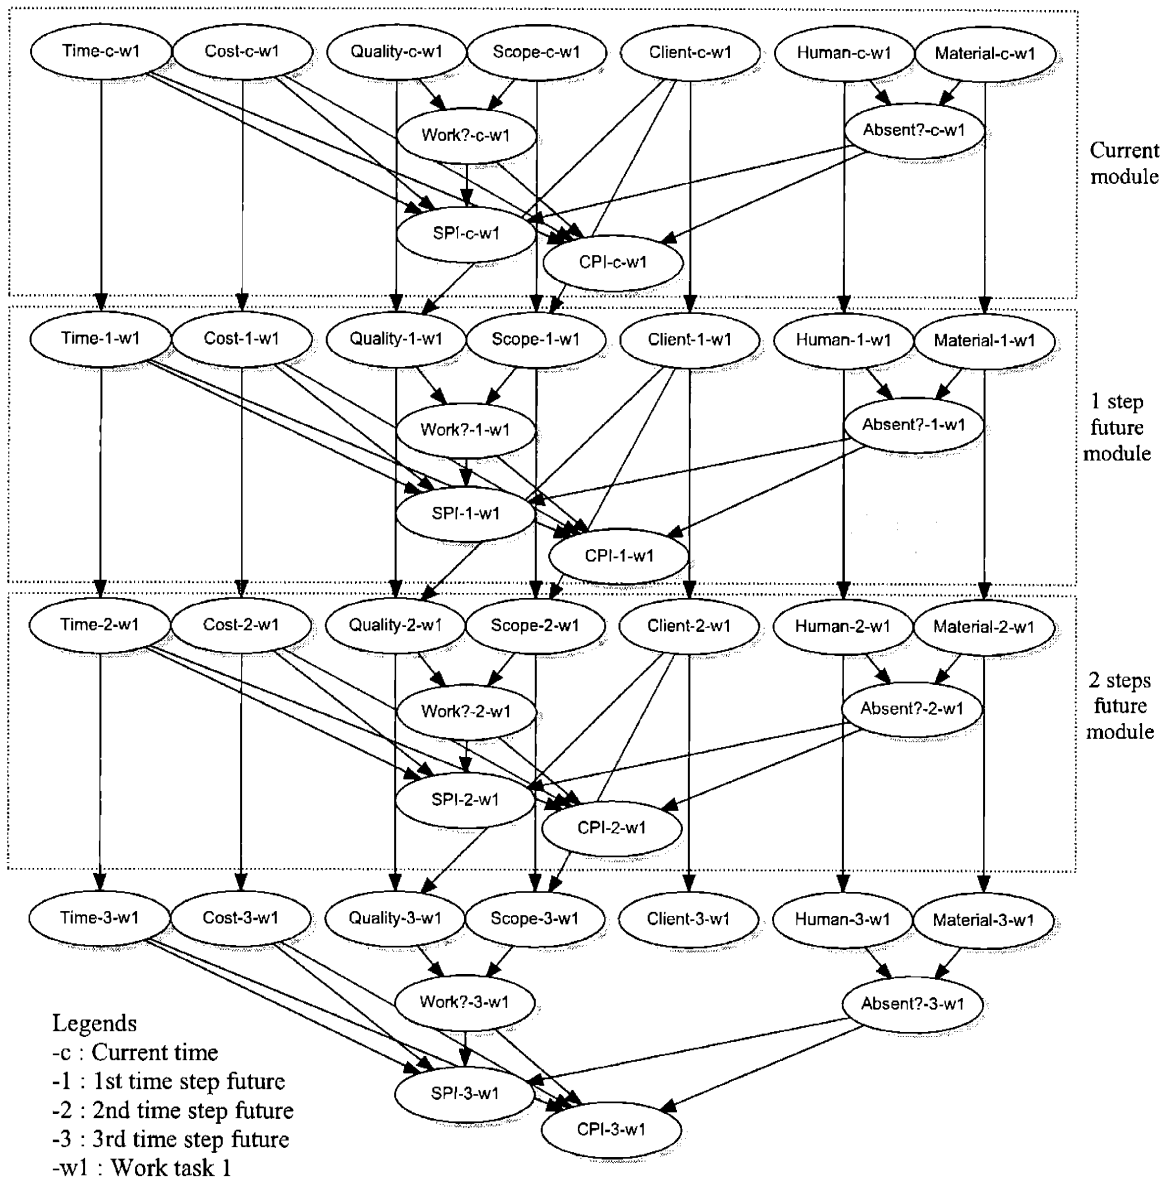 Time-c-w1 Cost-c-w1 Quality-c-w1 Scope-c-w1 Client-c-w1 Human-c-w1 Material-c-w1
Work?-c-w1 Absent?-c-w1
Current
module
SPI-c-w1
CPI-c-w1
Time-1-w1 Cost-1-w1 Quality-1-w1 Scope-1-w1 Client-1-w1 Human-1-w1 Material-1-w1
Work?-1-w1 Absent?-1-w1
1 step
future
module
SPI-1-w1
CPI-1-w1
Time-2-w1 Cost-2-w1 Quality-2-w1 Scope-2-w1 Client-2-w1 Human-2-w1 Material-2-w1
Work?-2-w1 Absent?-2-w1
2 steps
future
module
SPI-2-w1
CPI-2-w1
Time-3-w1 Cost-3-w1 Quality-3-w1 Scope-3-w1 Client-3-w1 Human-3-w1 Material-3-w1
Work?-3-w1 Absent?-3-w1
SPI-3-w1
CPI-3-w1
Legends
-c : Current time
-1 : 1st time step future
-2 : 2nd time step future
-3 : 3rd time step future
-w1 : Work task 1